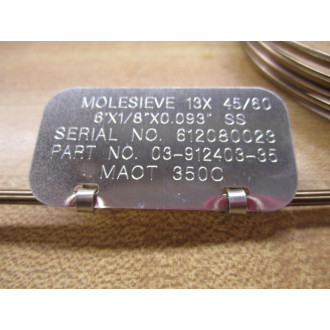 MOLESIEVE 13X 45/60
6'X1/8"X0.093" SS
SERIAL NO. 612080023
PART NO. 03-912403-35
MAOT 350C